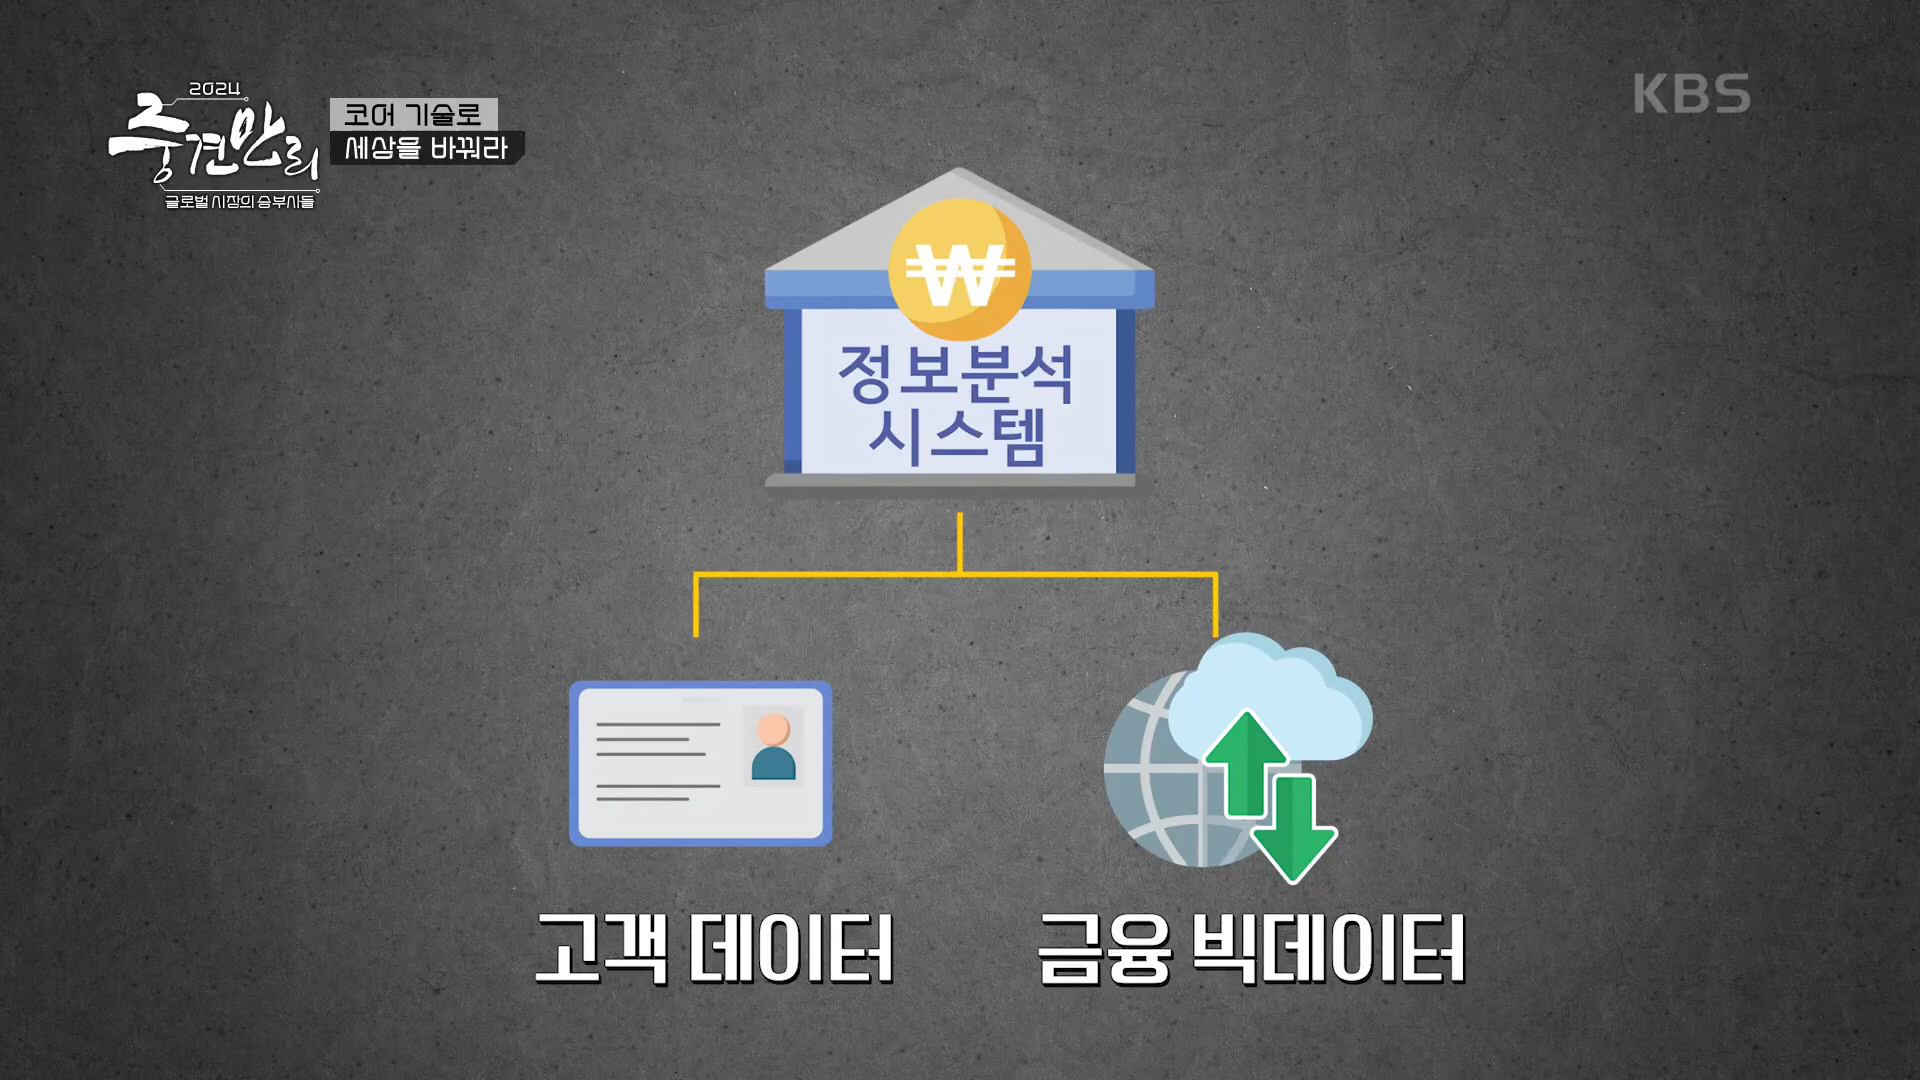 2024
중견만리
글로벌 시장의 승부사들
코어 기술로
세상을 바꿔라
KBS
₩
정보분석
시스템
고객 데이터
금융 빅데이터